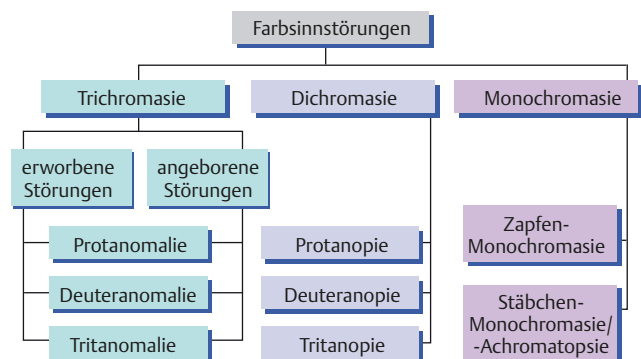 Farbsinnstörungen
Trichromasie
Dichromasie
Monochromasie
erworbene
Störungen
angeborene
Störungen
Protanomalie
Deuteranomalie
Tritanomalie
Protanopie
Deuteranopie
Tritanopie
Zapfen-
Monochromasie
Stäbchen-
Monochromasie/
-Achromatopsie